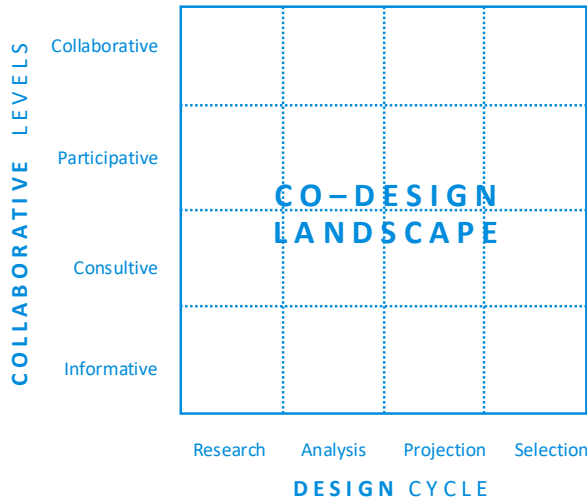 COLLABORATIVE LEVELS
Collaborative
Participative
Consultive
Informative
CO–DESIGN
LANDSCAPE
Research Analysis Projection Selection
DESIGN CYCLE